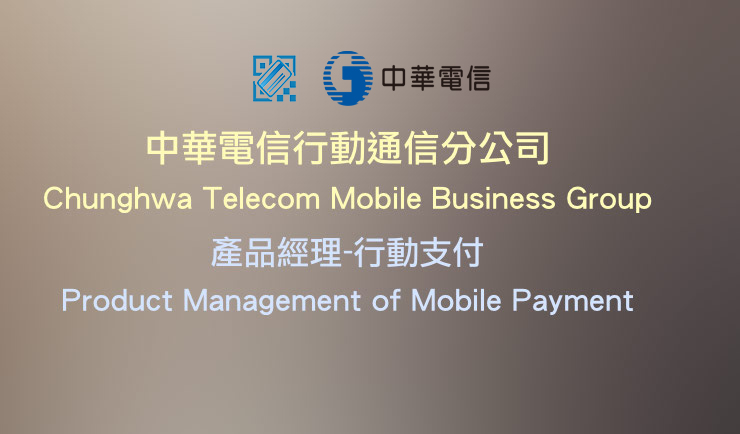 中華電信
中華電信行動通信分公司
Chunghwa Telecom Mobile Business Group
產品經理-行動支付
Product Management of Mobile Payment